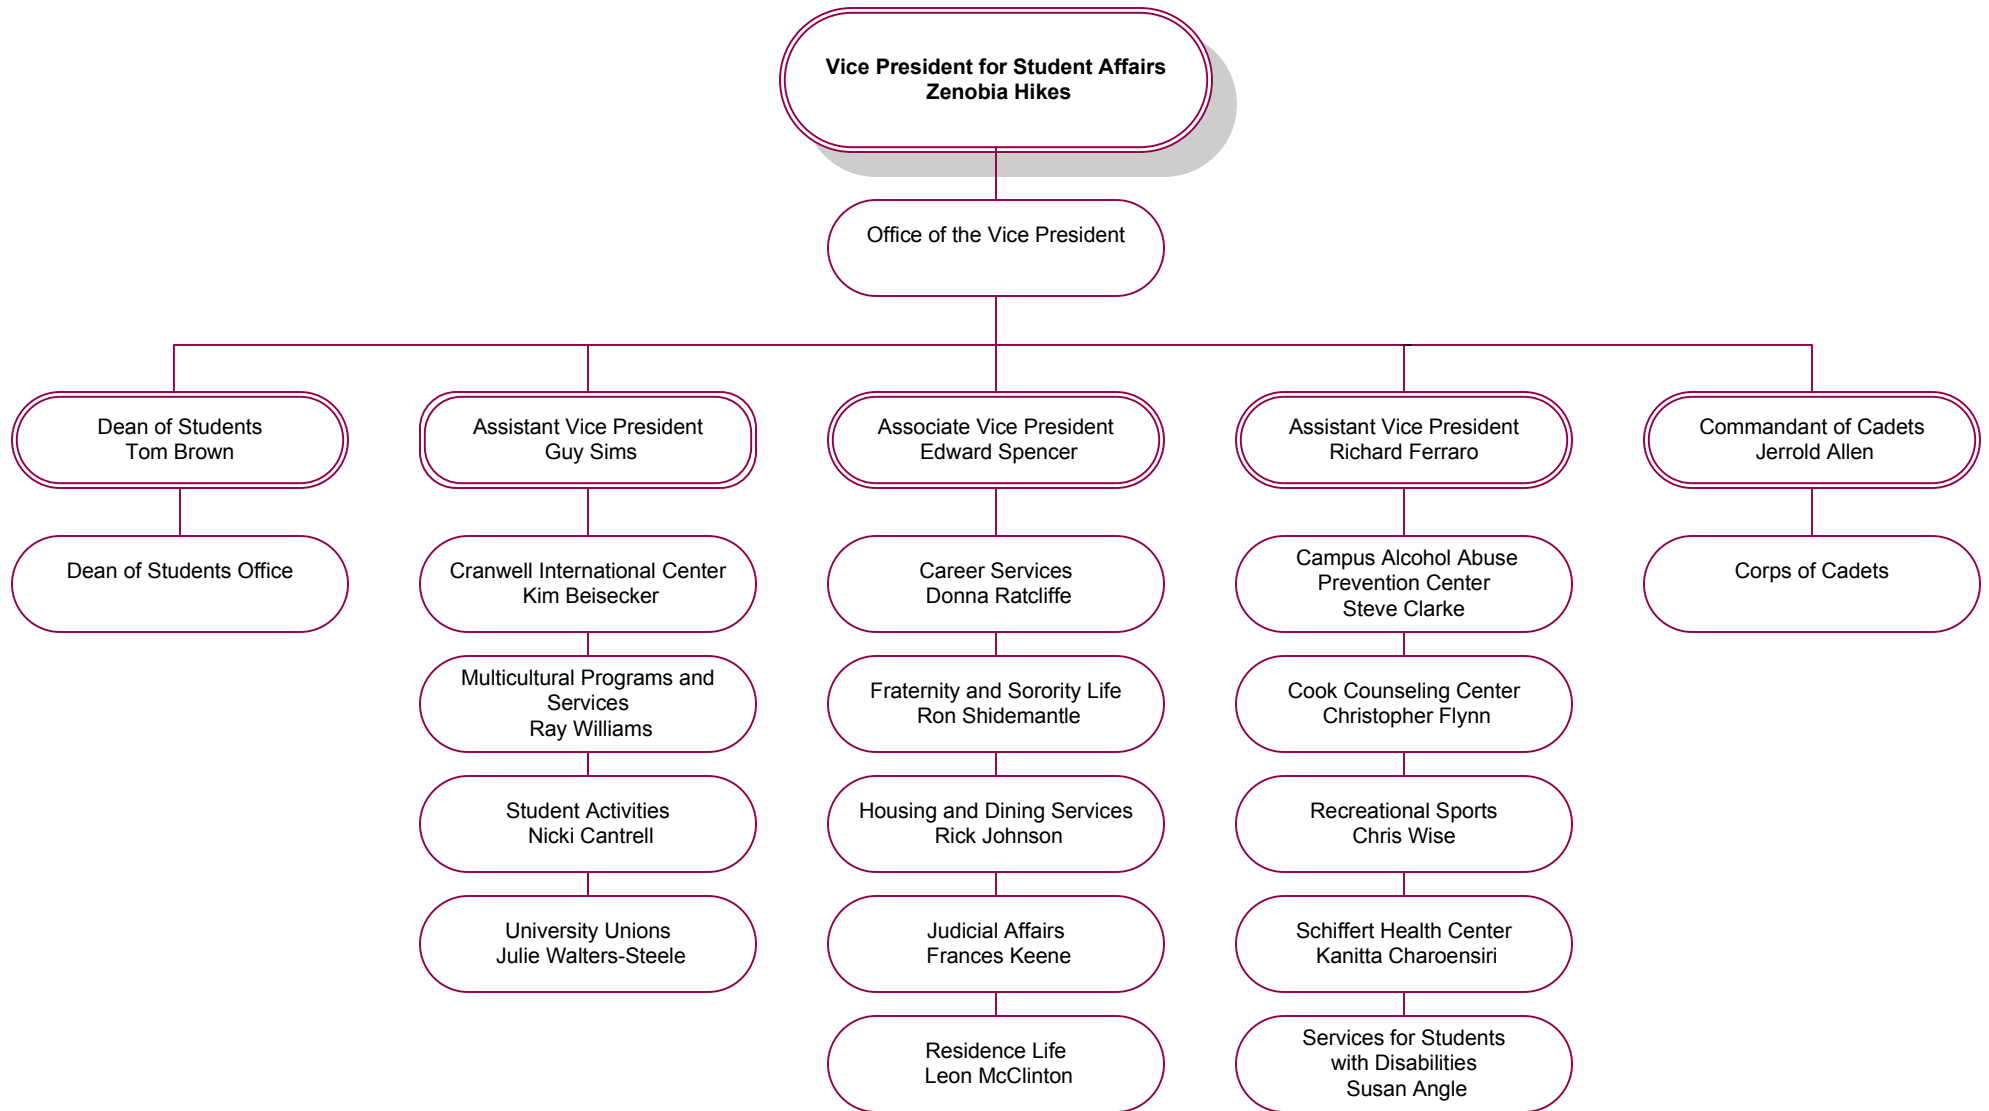 Vice President for Student Affairs
Zenobia Hikes
Office of the Vice President
Dean of Students
Tom Brown
Assistant Vice President
Guy Sims
Associate Vice President
Edward Spencer
Assistant Vice President
Richard Ferraro
Commandant of Cadets
Jerrold Allen
Dean of Students Office
Cranwell International Center
Kim Beisecker
Career Services
Donna Ratcliffe
Campus Alcohol Abuse
Prevention Center
Steve Clarke
Corps of Cadets
Multicultural Programs and
Services
Ray Williams
Fraternity and Sorority Life
Ron Shidemantle
Cook Counseling Center
Christopher Flynn
Student Activities
Nicki Cantrell
Housing and Dining Services
Rick Johnson
Recreational Sports
Chris Wise
University Unions
Julie Walters-Steele
Judicial Affairs
Frances Keene
Schiffert Health Center
Kanitta Charoensiri
Residence Life
Leon McClinton
Services for Students
with Disabilities
Susan Angle